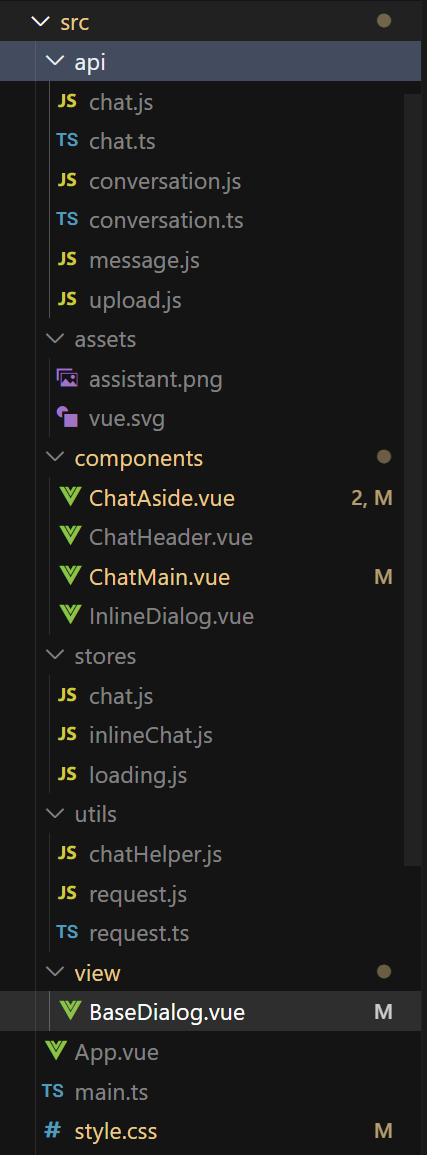 src
api
JS chat.js
TS chat.ts
JS conversation.js
TS conversation.ts
JS message.js
JS upload.js
assets
assistant.png
vue.svg
components
ChatAside.vue 2, M
ChatHeader.vue
ChatMain.vue M
InlineDialog.vue
stores
JS chat.js
JS inlineChat.js
JS loading.js
utils
JS chatHelper.js
JS request.js
TS request.ts
view
BaseDialog.vue M
App.vue
TS main.ts
# style.css M